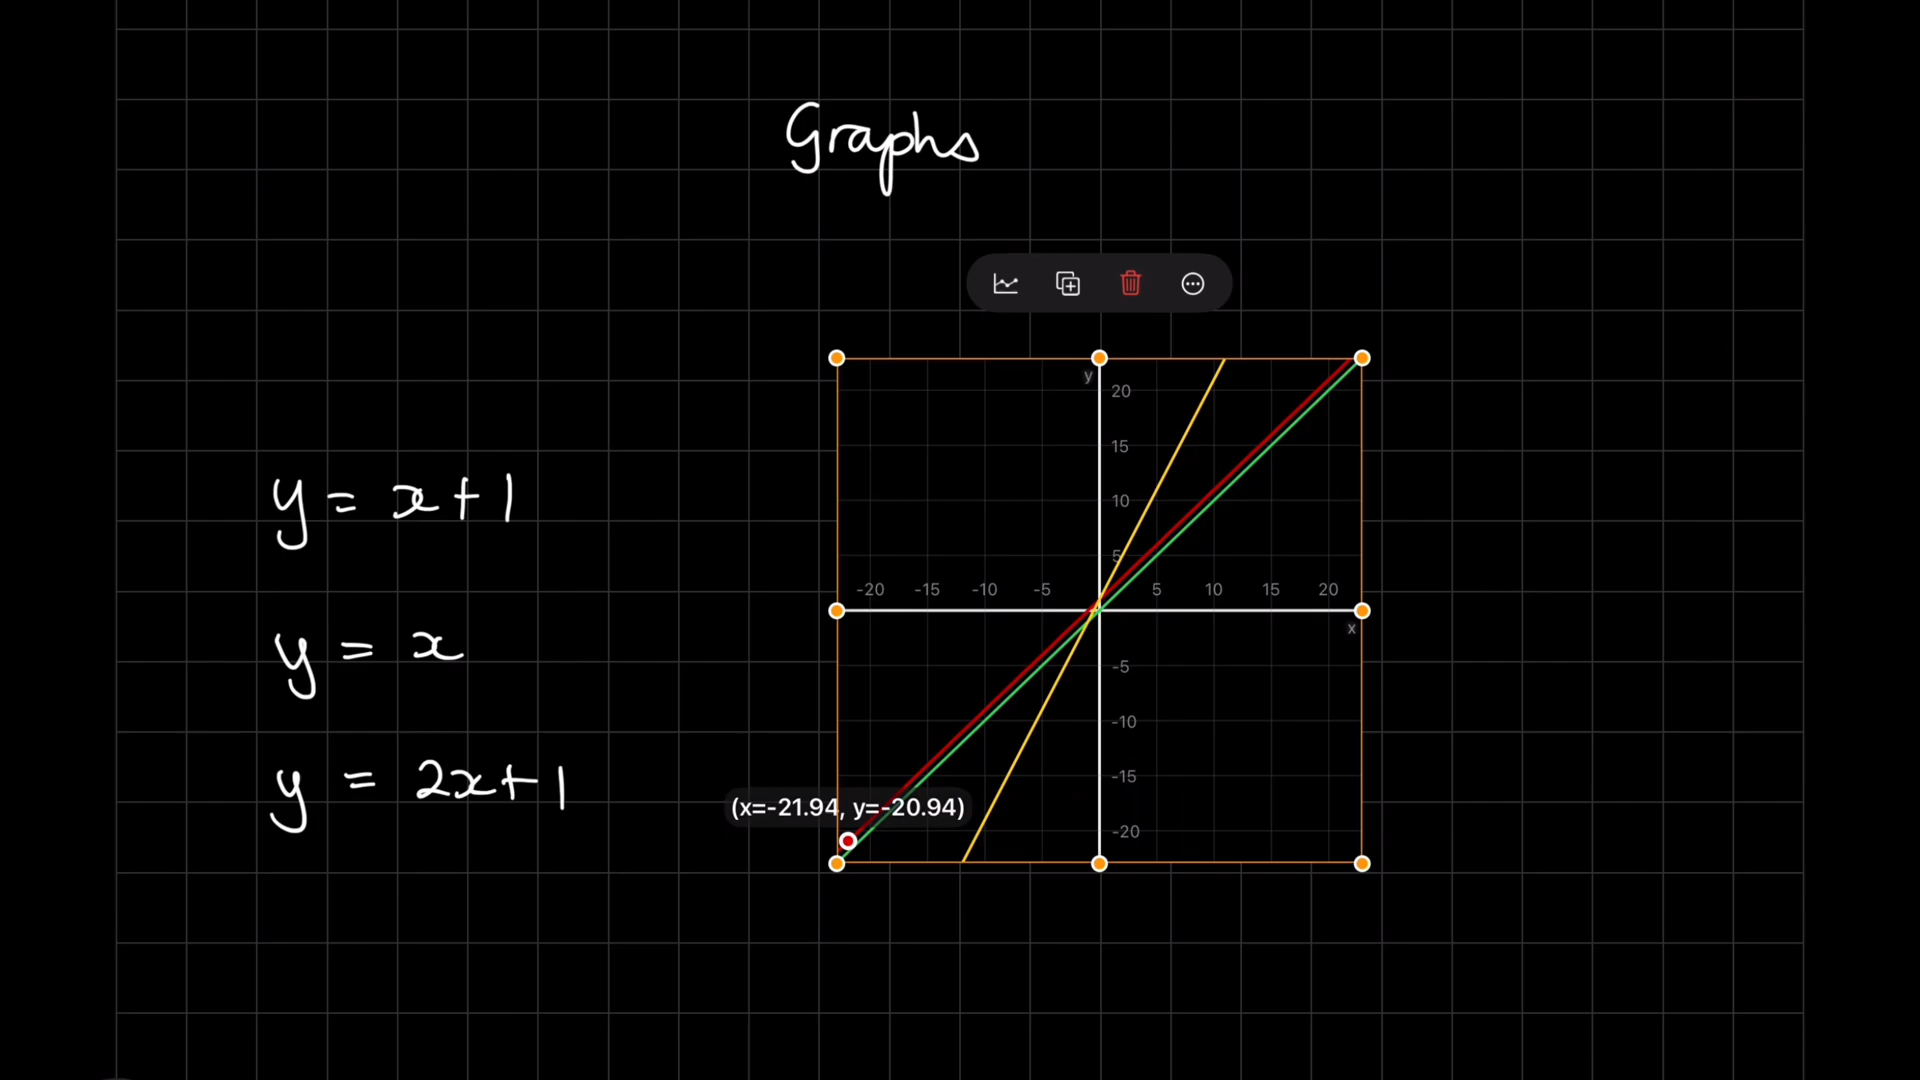 Graphs
y
20
15
10
5
-20 -15 -10 -5 5 10 15 20
x
y = x + 1
y = x
-5
-10
-15
y = 2x + 1
(x=-21.94, y=-20.94)
-20